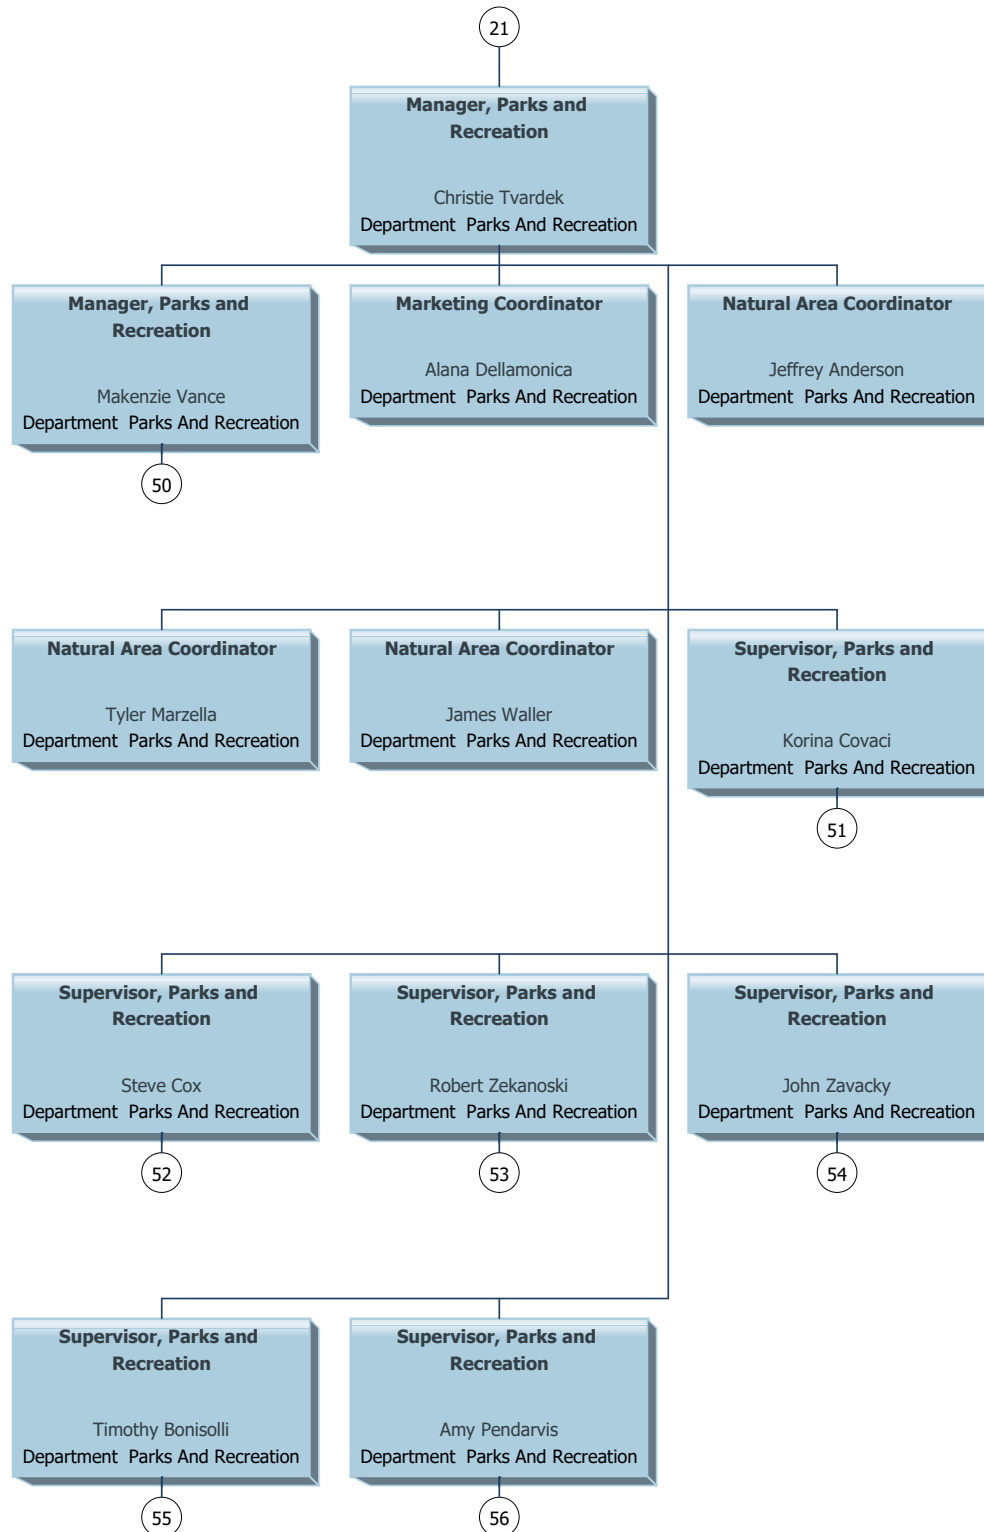 21
Manager, Parks and
Recreation
Christie Tvardek
Department  Parks And Recreation
Manager, Parks and
Recreation
Makenzie Vance
Department  Parks And Recreation
50
Marketing Coordinator
Alana Dellamonica
Department  Parks And Recreation
Natural Area Coordinator
Jeffrey Anderson
Department  Parks And Recreation
Natural Area Coordinator
Tyler Marzella
Department  Parks And Recreation
Natural Area Coordinator
James Waller
Department  Parks And Recreation
Supervisor, Parks and
Recreation
Korina Covaci
Department  Parks And Recreation
51
Supervisor, Parks and
Recreation
Steve Cox
Department  Parks And Recreation
52
Supervisor, Parks and
Recreation
Robert Zekanoski
Department  Parks And Recreation
53
Supervisor, Parks and
Recreation
John Zavacky
Department  Parks And Recreation
54
Supervisor, Parks and
Recreation
Timothy Bonisolli
Department  Parks And Recreation
55
Supervisor, Parks and
Recreation
Amy Pendarvis
Department  Parks And Recreation
56